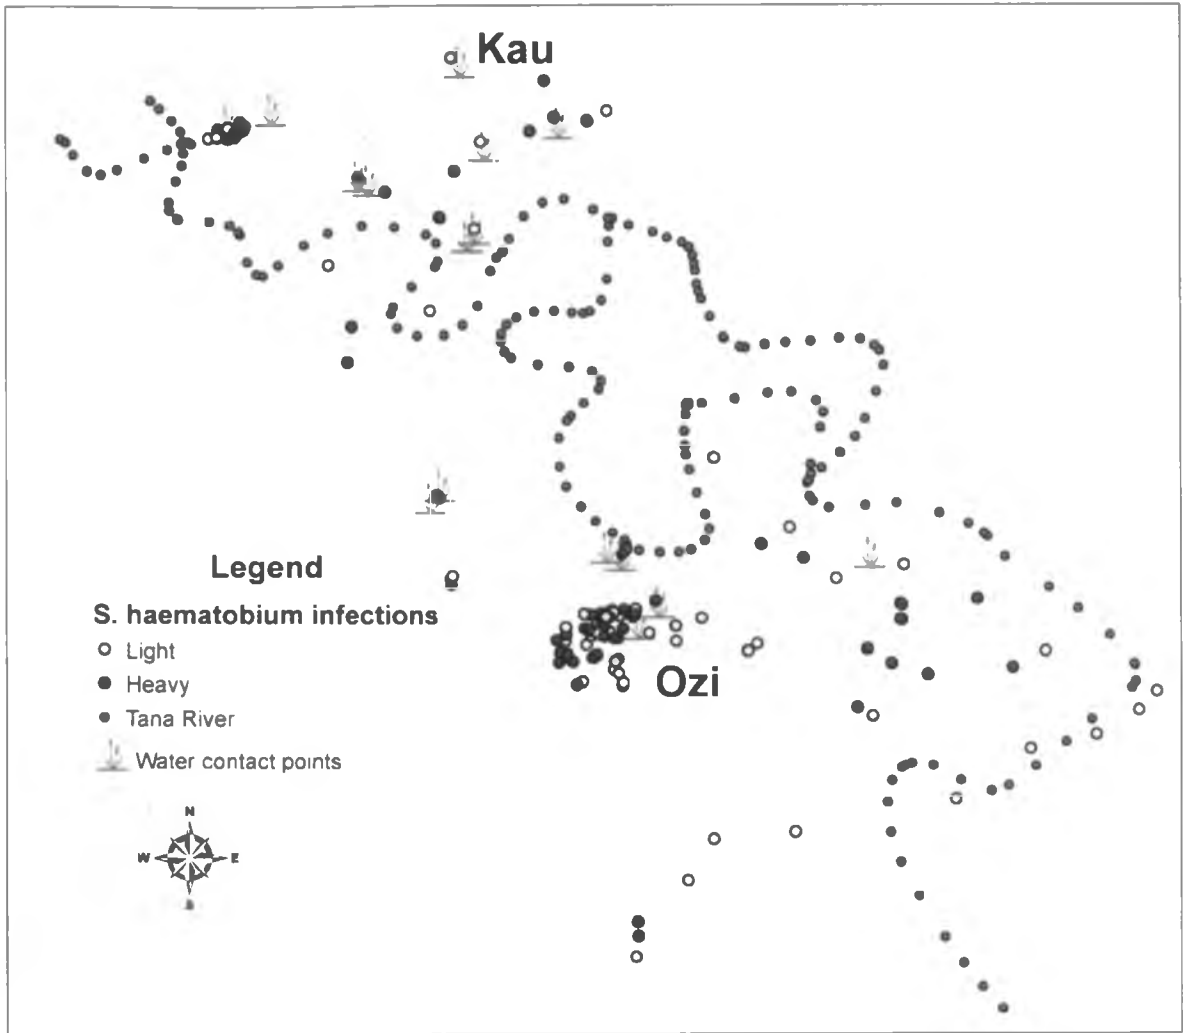 Kau
Legend
S. haematobium infections
Light
Heavy
Tana River
Water contact points
N
W E
Ozi